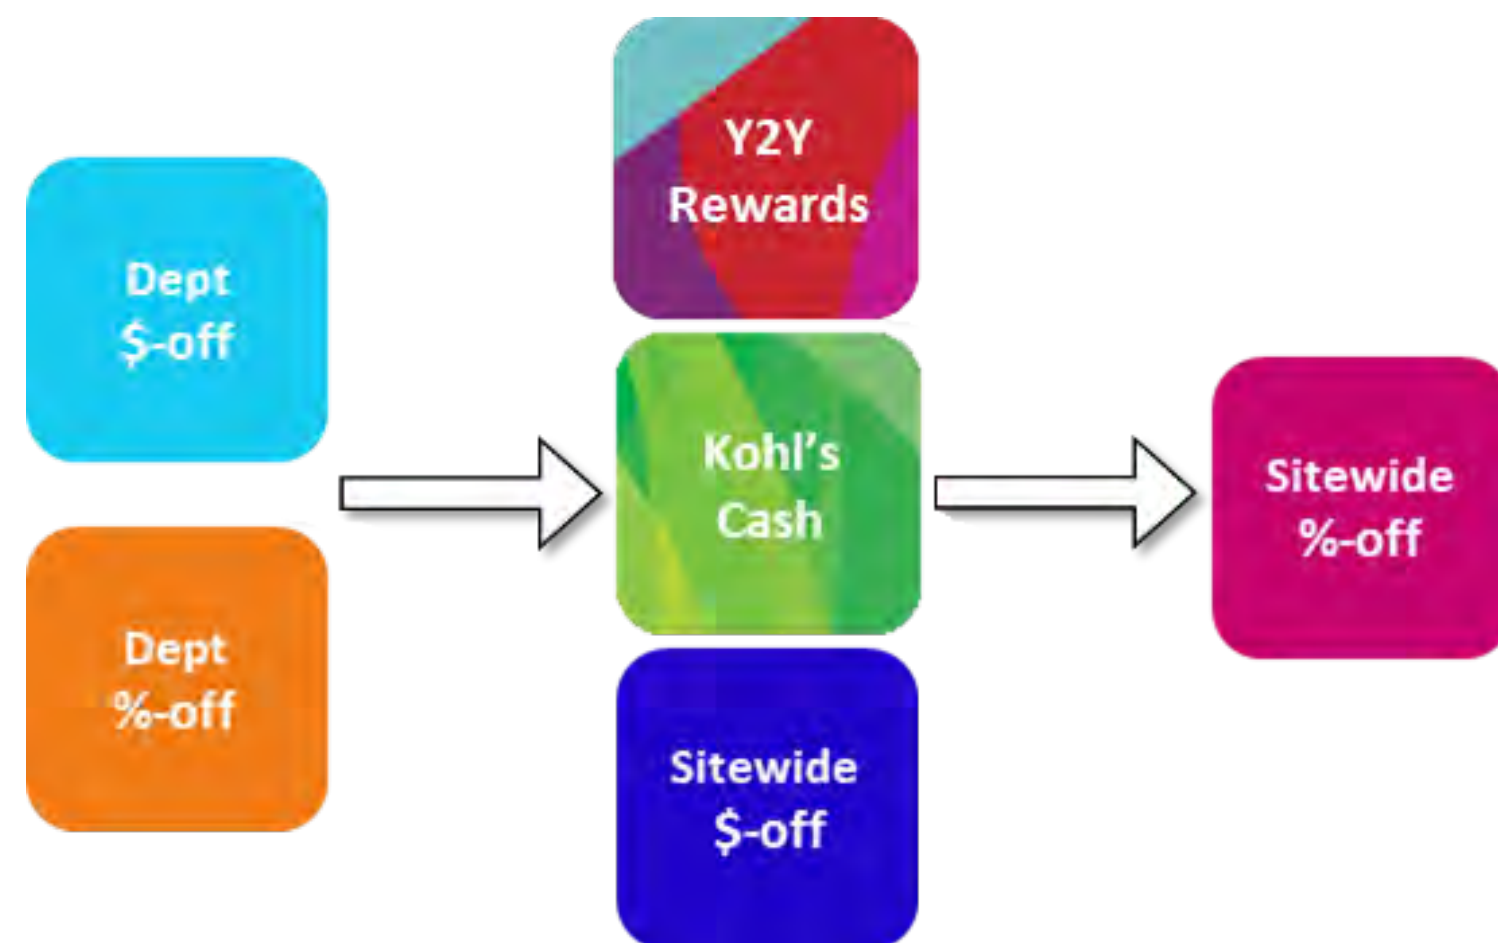 Dept
$-off
Dept
%-off
Y2Y
Rewards
Kohl's
Cash
Sitewide
$-off
Sitewide
%-off